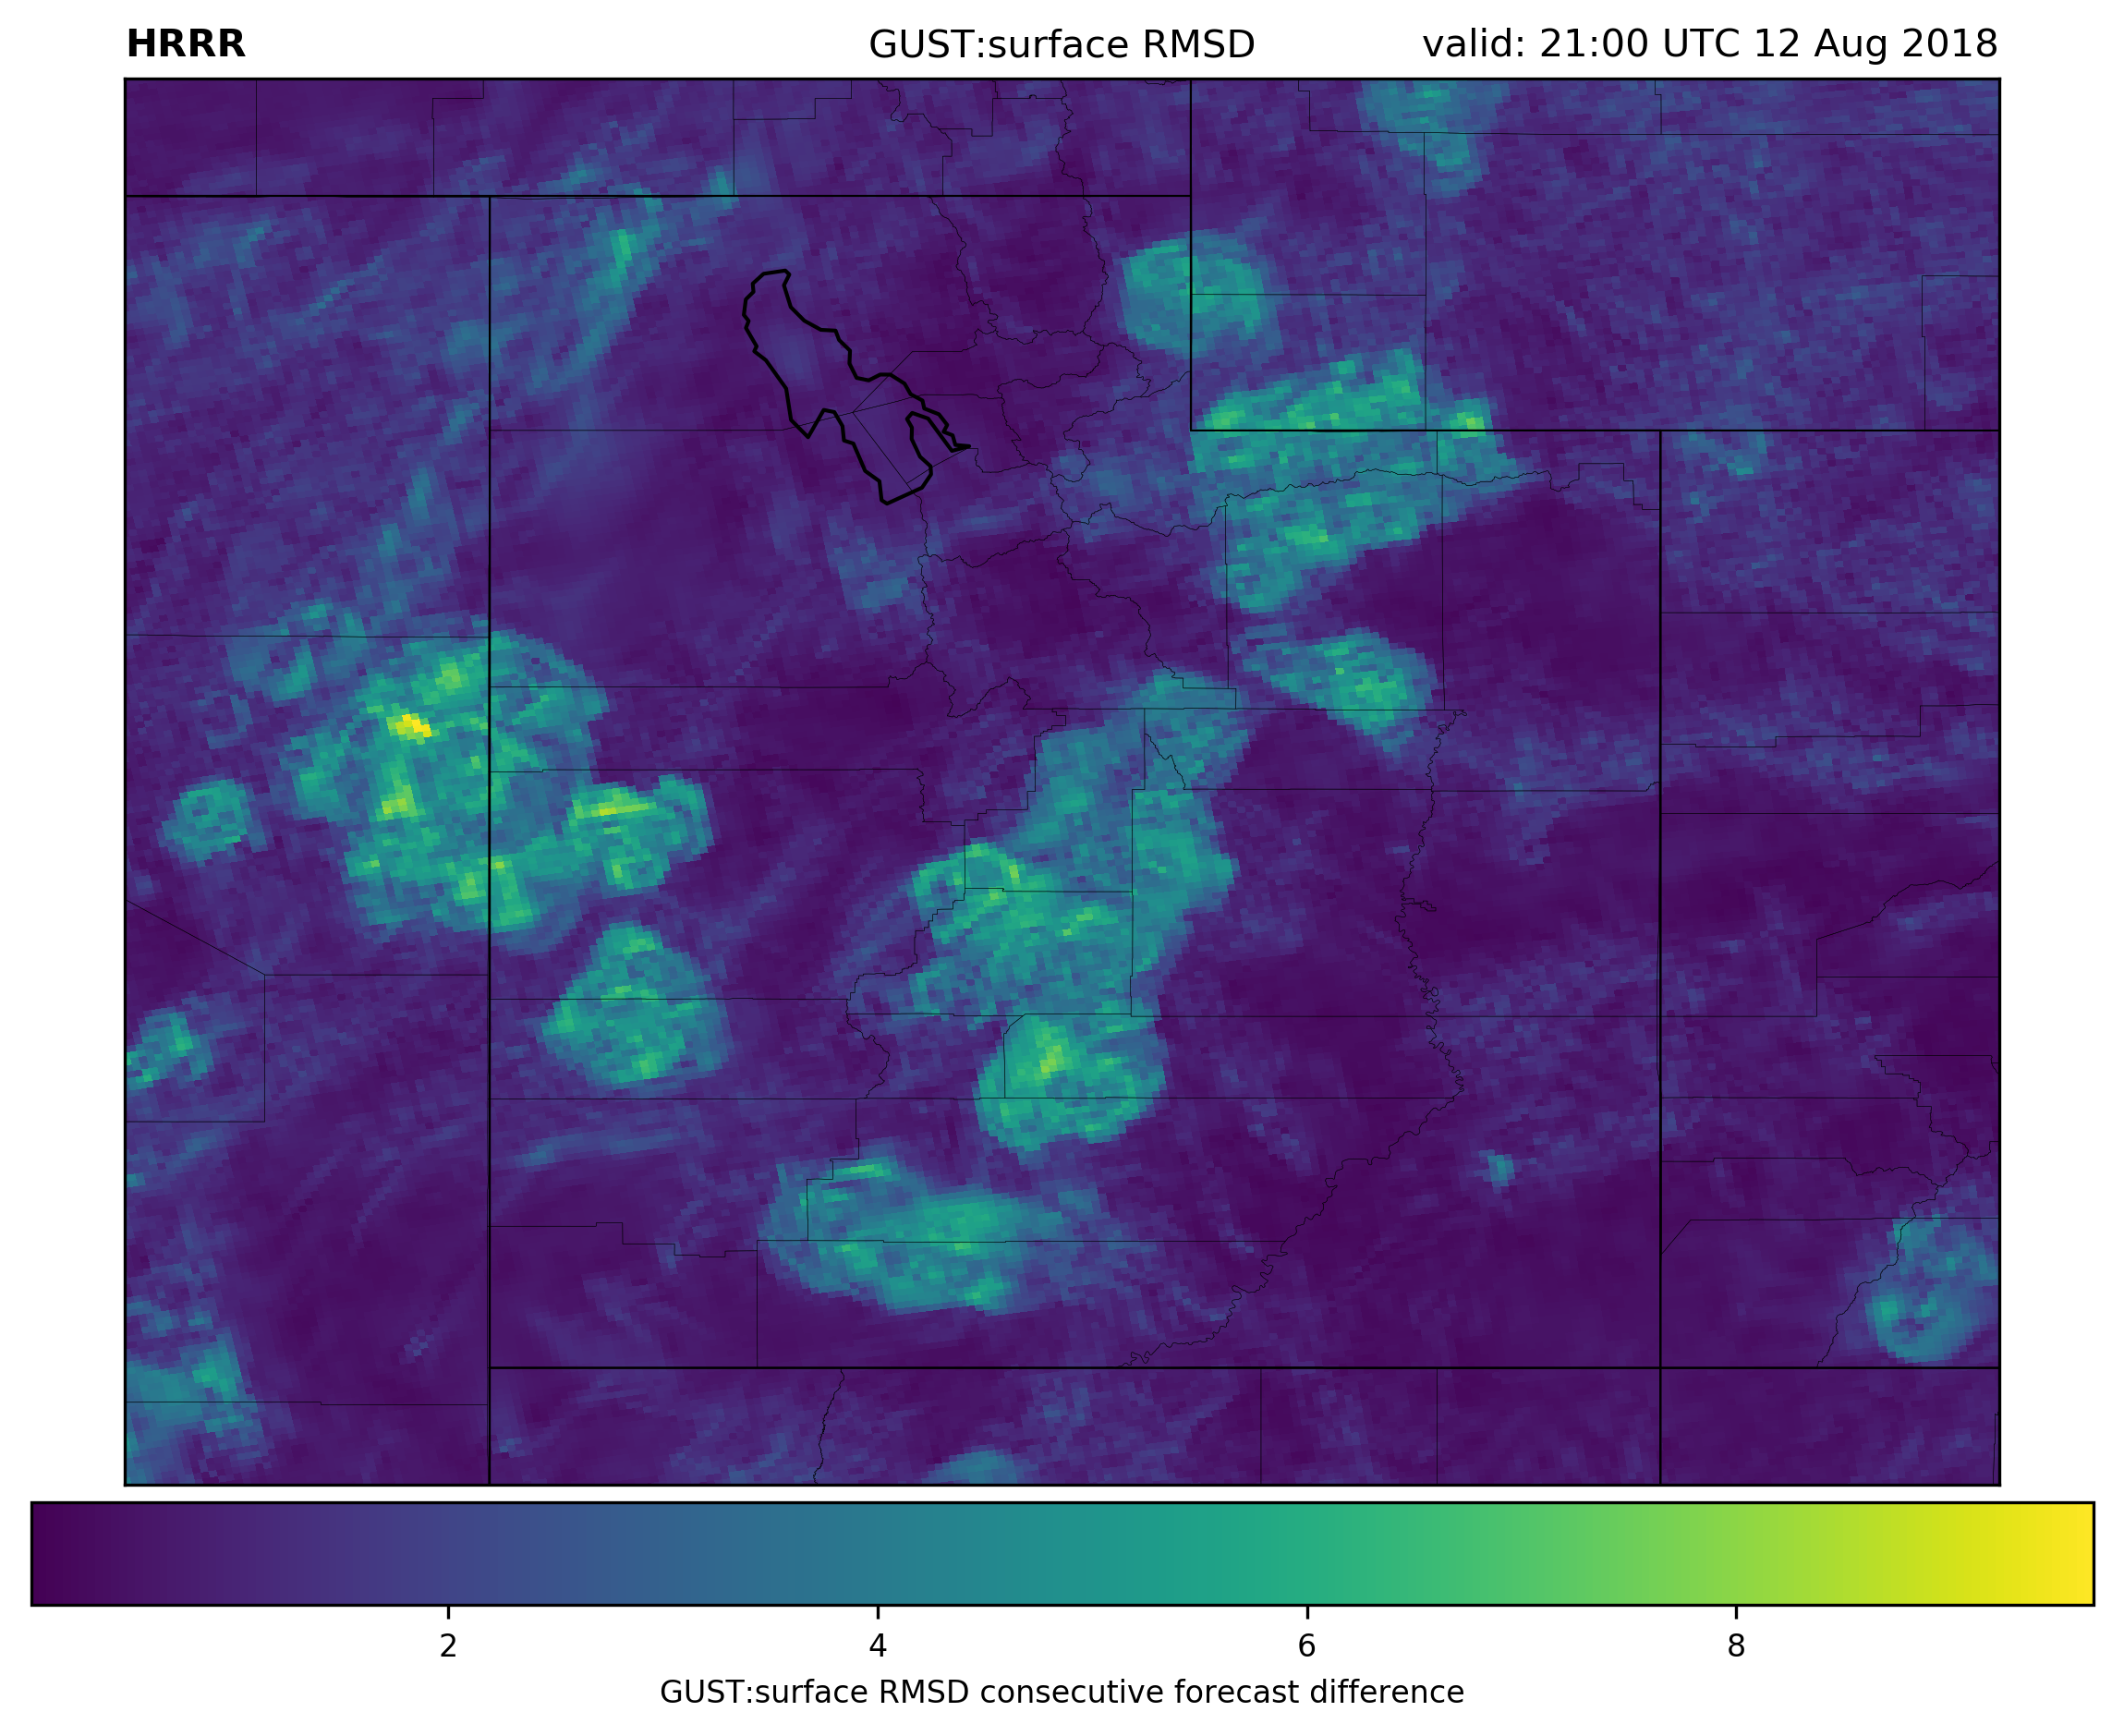 HRRR GUST:surface RMSD valid: 21:00 UTC 12 Aug 2018
2 4 6 8
GUST:surface RMSD consecutive forecast difference